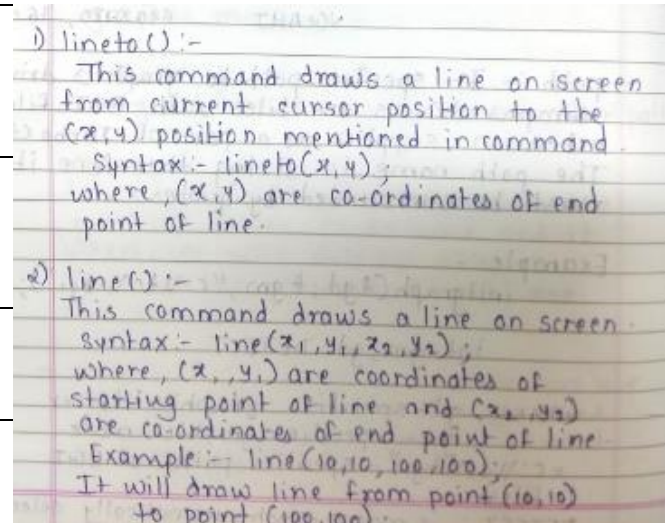 1) lineto() :-
This command draws a line on screen
from current cursor position to the
(x,y) position mentioned in command.
Syntax :- lineto(x,y) ;
where, (x,y) are co-ordinates of end
point of line.
2) line() :-
This command draws a line on screen.
Syntax :- line(x1, y1, x2, y2) ;
where, (x1, y1) are coordinates of
starting point of line and (x2, y2)
are co-ordinates of end point of line
Example :- line(10,10,100,100);
It will draw line from point (10,10)
to point (100,100).